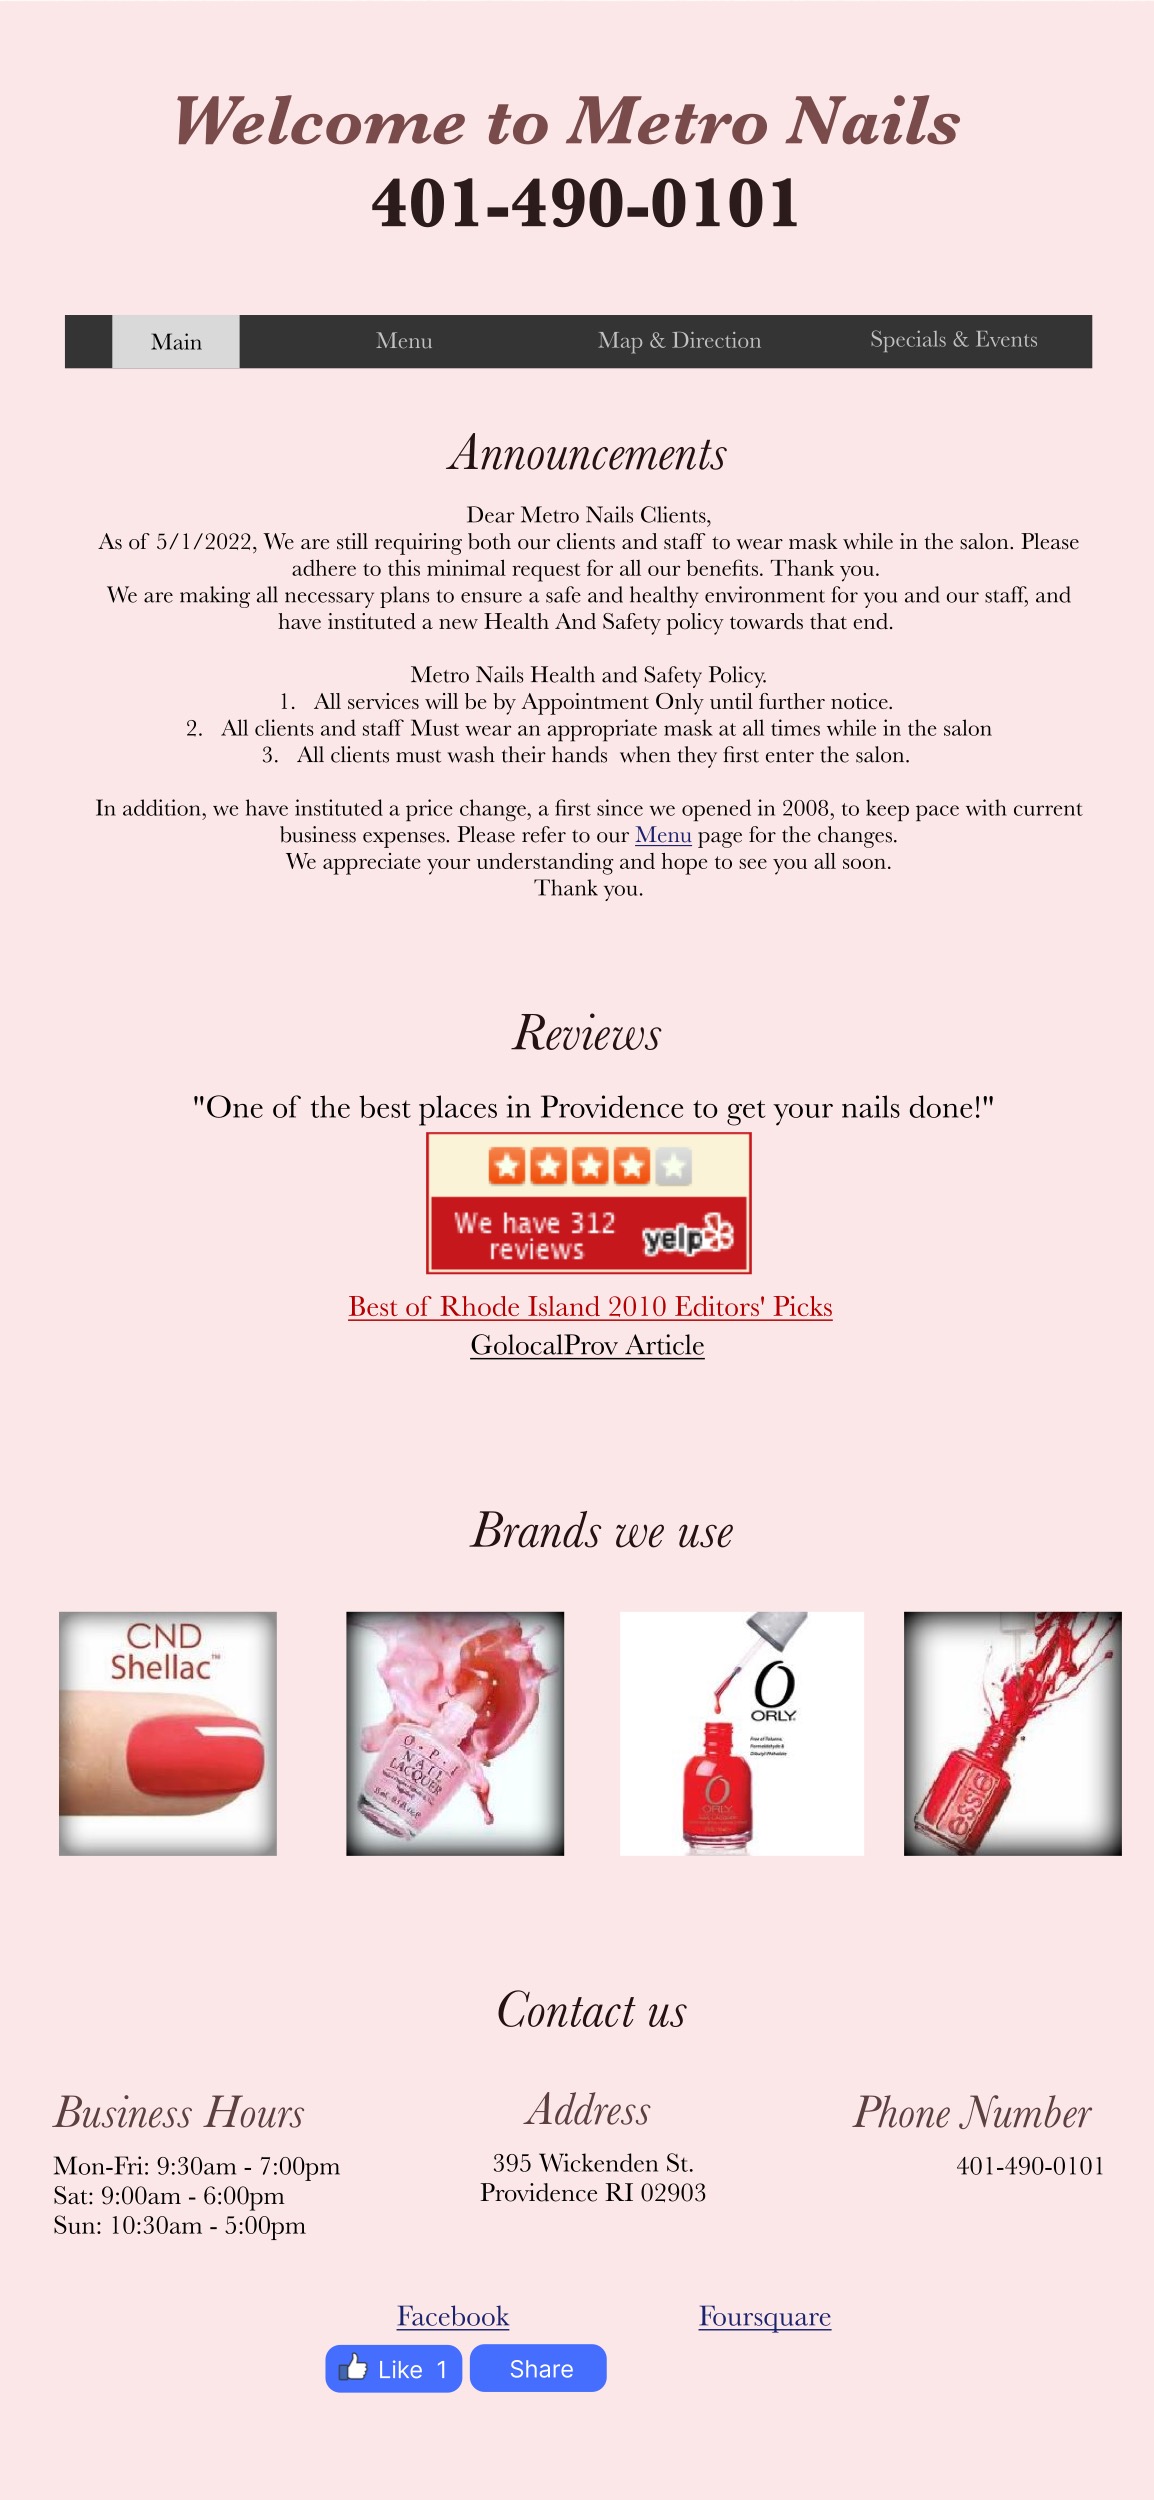 Welcome to Metro Nails
401-490-0101
Main Menu Map & Direction Specials & Events
Announcements
Dear Metro Nails Clients,
As of 5/1/2022, We are still requiring both our clients and staff to wear mask while in the salon. Please
adhere to this minimal request for all our benefits. Thank you.
We are making all necessary plans to ensure a safe and healthy environment for you and our staff, and
have instituted a new Health And Safety policy towards that end.
Metro Nails Health and Safety Policy.
1. All services will be by Appointment Only until further notice.
2. All clients and staff Must wear an appropriate mask at all times while in the salon
3. All clients must wash their hands when they first enter the salon.
In addition, we have instituted a price change, a first since we opened in 2008, to keep pace with current
business expenses. Please refer to our Menu page for the changes.
We appreciate your understanding and hope to see you all soon.
Thank you.
Reviews
"One of the best places in Providence to get your nails done!"
We have 312
reviews
yelp
Best of Rhode Island 2010 Editors' Picks
GolocalProv Article
Brands we use
CND
Shellac™
O·P·I
NAIL
LACQUER
O
ORLY
Free of Toluene,
Formaldehyde &
Dibutyl Phthalate
O
ORLY
essie
Contact us
Business Hours
Mon-Fri: 9:30am - 7:00pm
Sat: 9:00am - 6:00pm
Sun: 10:30am - 5:00pm
Address
395 Wickenden St.
Providence RI 02903
Phone Number
401-490-0101
Facebook
Foursquare
Like 1
Share